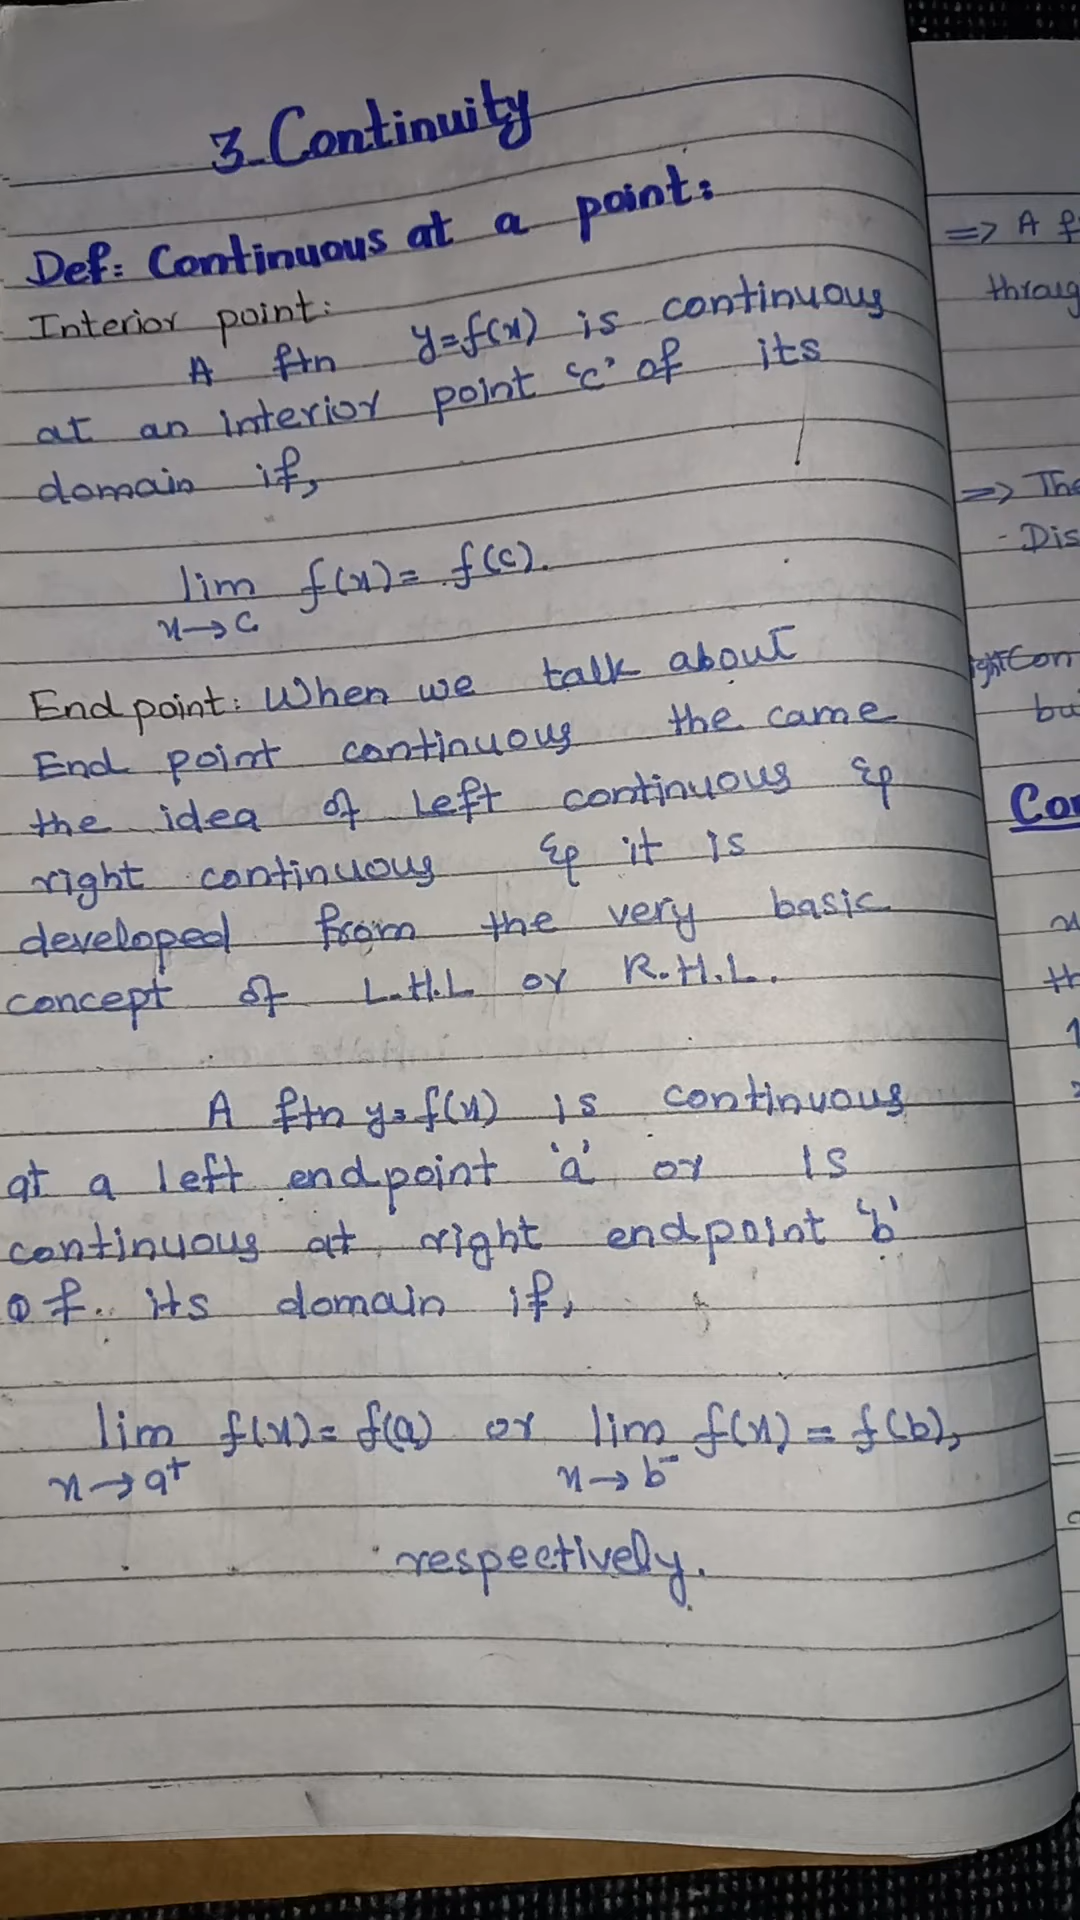 3. Continuity
Def: Continuous at a point:
Interior point:
A ftn y=f(x) is continuous
at an interior point 'c' of its
domain if,
lim f(x) = f(c).
x→c
End point: When we talk about
End point continuous the came
the idea of Left continuous &
right continuous & it is
developed from the very basic
concept of L.H.L or R.H.L.
A ftn y=f(x) is continuous
at a left endpoint 'a' or is
continuous at right endpoint 'b'
of its domain if,
lim f(x) = f(a) or lim f(x) = f(b),
x→a⁺ x→b⁻
respectively.
=> A f
throug
=> The
- Dis
ght Con
bu
Con